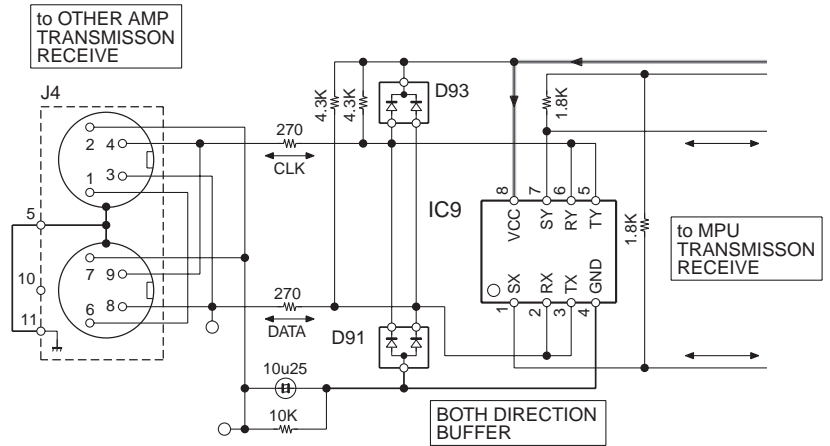 to OTHER AMP
TRANSMISSON
RECEIVE
J4
2
4
1
3
5
7
9
10
6
8
11
270
CLK
4.3K
4.3K
D93
1.8K
IC9
8
7
6
5
VCC
SY
RY
TY
SX
RX
TX
GND
1
2
3
4
1.8K
to MPU
TRANSMISSON
RECEIVE
270
DATA
D91
10u25
10K
BOTH DIRECTION
BUFFER